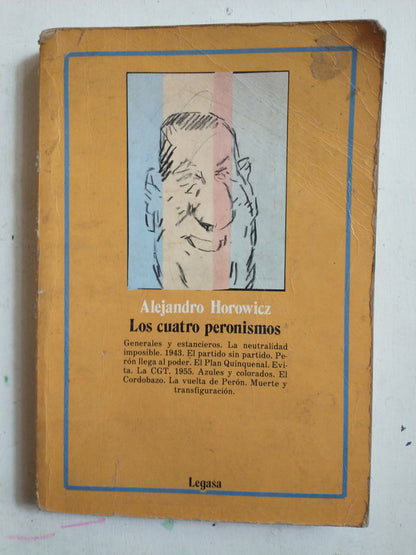 Alejandro Horowicz
Los cuatro peronismos
Generales y estancieros. La neutralidad
imposible. 1943. El partido sin partido. Pe-
rón llega al poder. El Plan Quinquenal. Evi-
ta. La CGT. 1955. Azules y colorados. El
Cordobazo. La vuelta de Perón. Muerte y
transfiguración.
Legasa